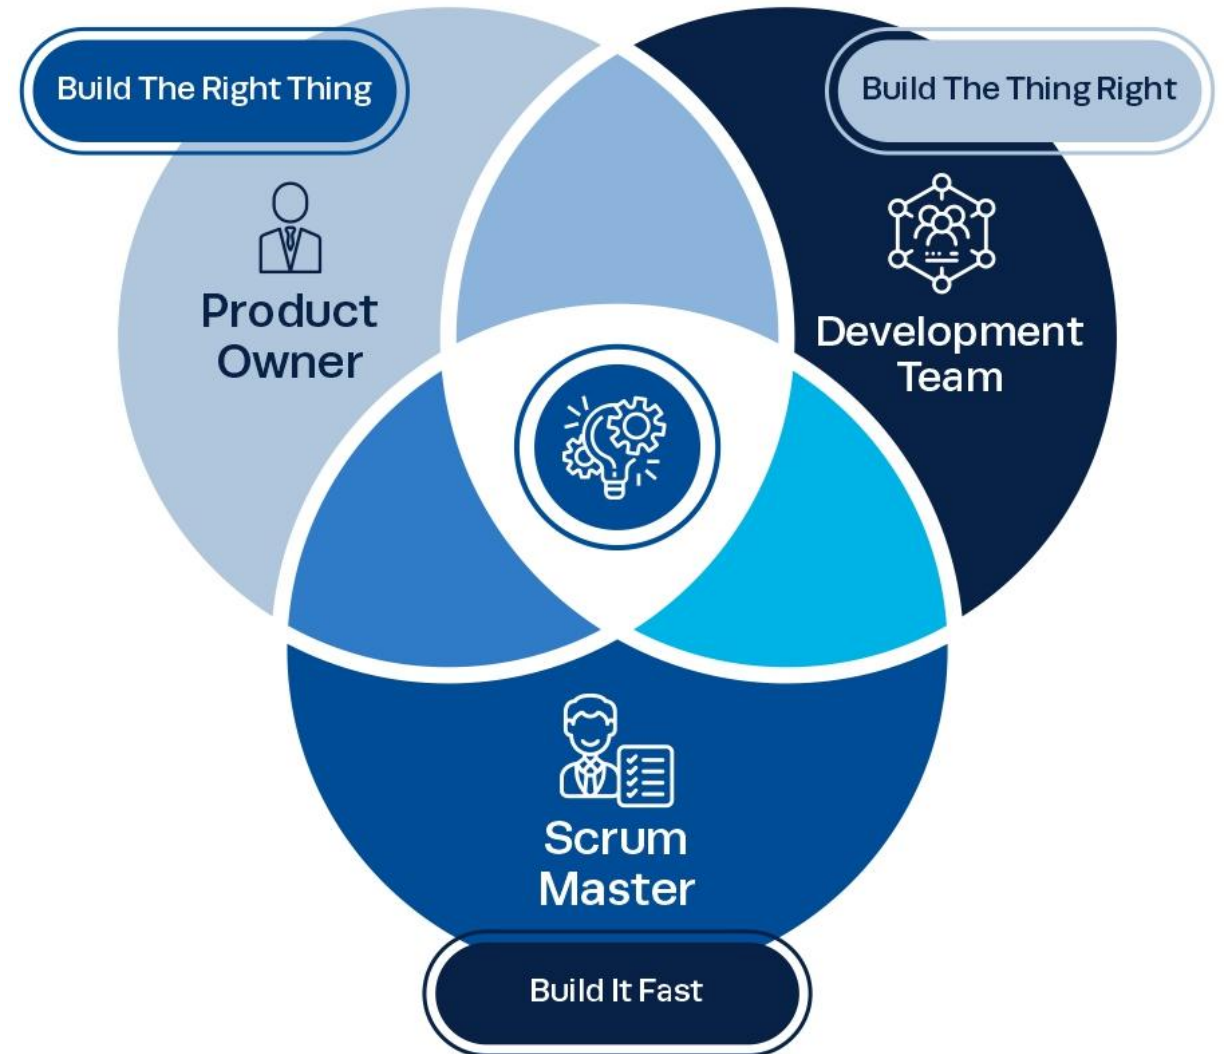 Build The Right Thing
Build The Thing Right
Product
Owner
Development
Team
Scrum
Master
Build It Fast